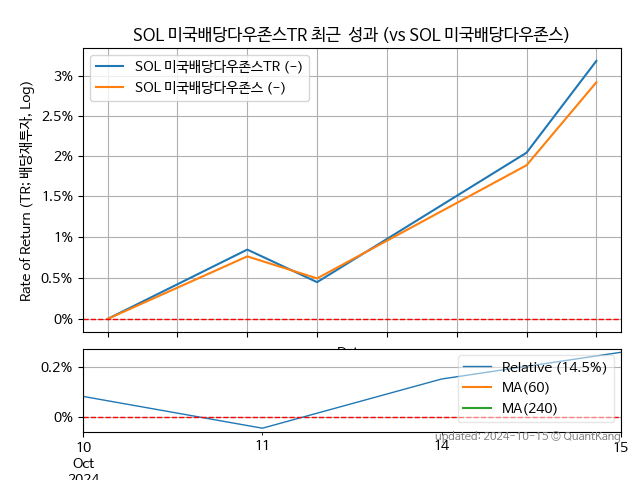 SOL 미국배당다우존스TR 최근 성과 (vs SOL 미국배당다우존스)
SOL 미국배당다우존스TR (-)
SOL 미국배당다우존스 (-)
Rate of Return (TR: 배당재투자, Log)
3%
2.5%
2%
1.5%
1%
0.5%
0%
Relative (14.5%)
MA(60)
MA(240)
0.2%
0%
updated: 2024-10-15 © QuantKang
10
11
14
15
Oct
2024